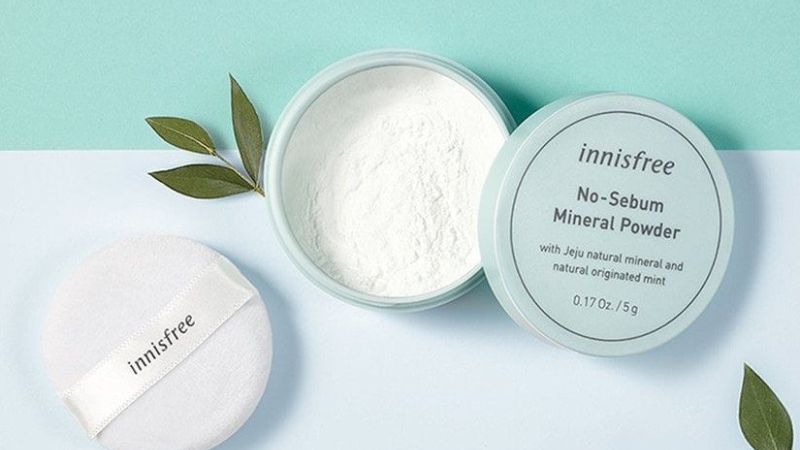 innisfree
No-Sebum
Mineral Powder
with Jeju natural mineral and
natural originated mint
0.17 Oz. / 5 g
innisfree